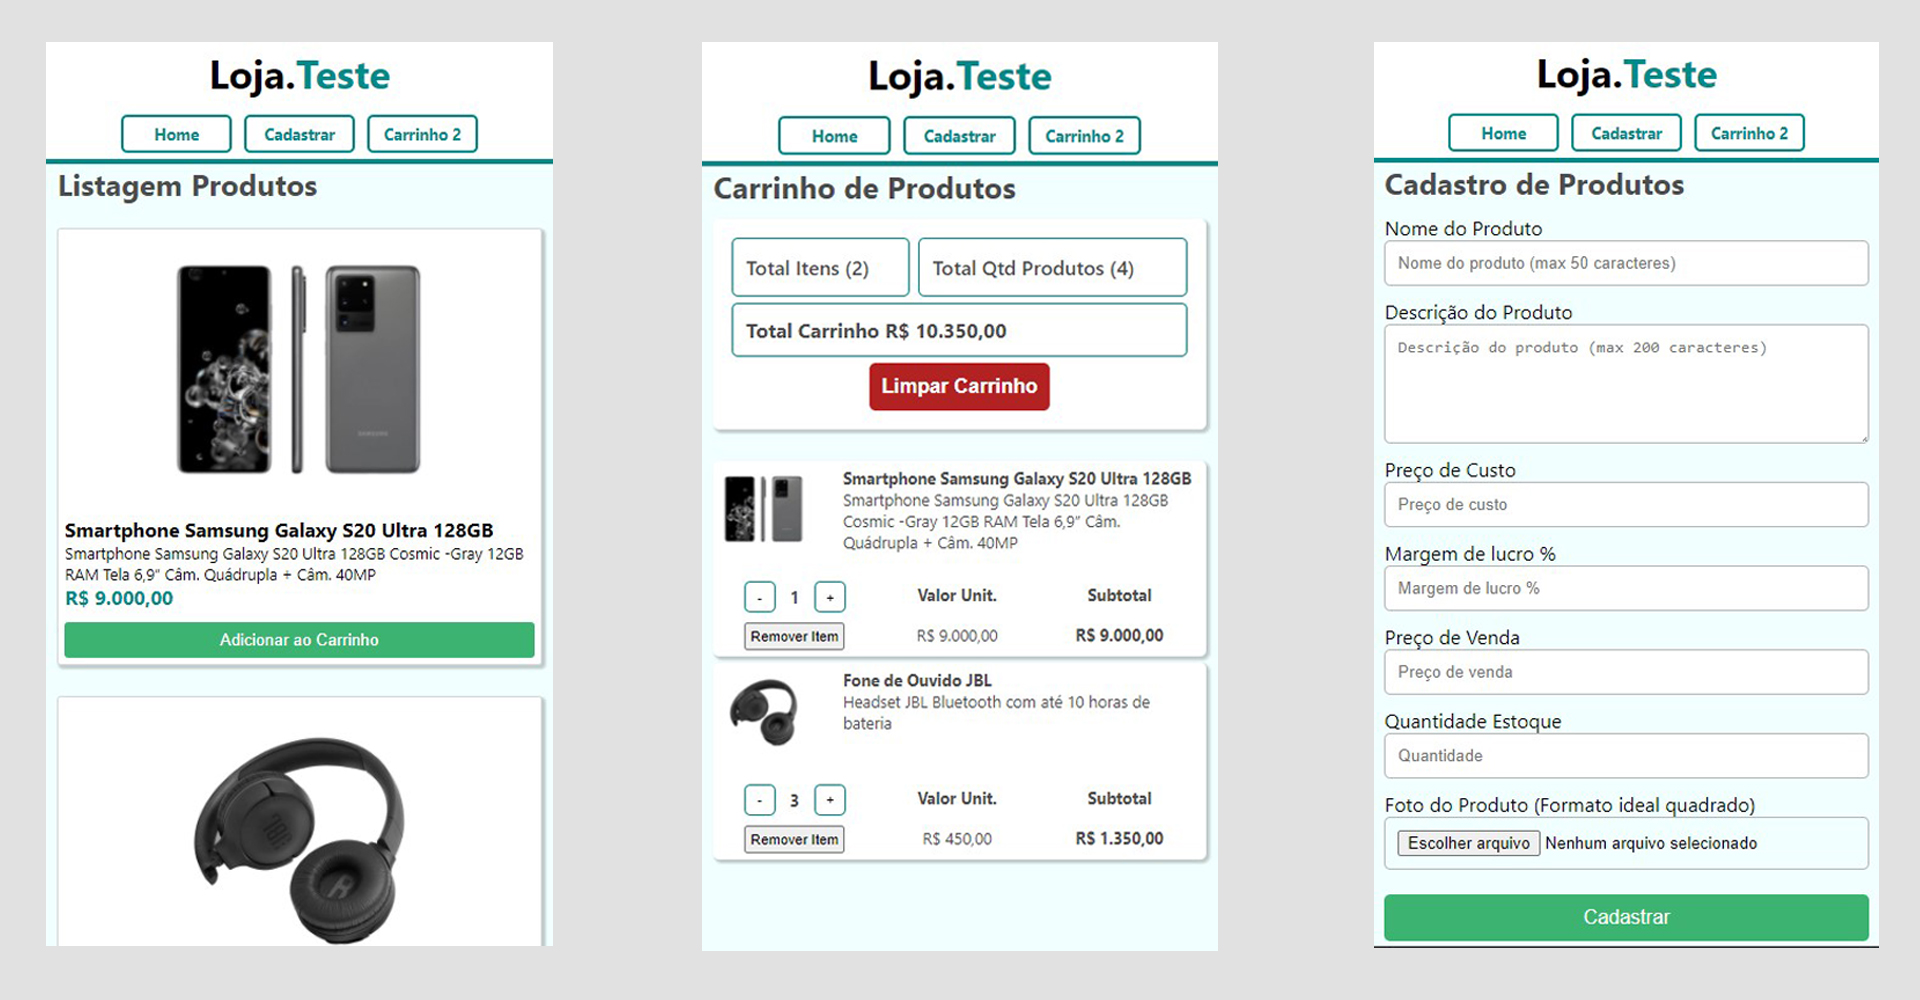 Loja.Teste
Home
Cadastrar
Carrinho 2
Listagem Produtos
SAMSUNG
Smartphone Samsung Galaxy S20 Ultra 128GB
Smartphone Samsung Galaxy S20 Ultra 128GB Cosmic -Gray 12GB
RAM Tela 6,9” Câm. Quádrupla + Câm. 40MP
R$ 9.000,00
Adicionar ao Carrinho
JBL
Loja.Teste
Home
Cadastrar
Carrinho 2
Carrinho de Produtos
Total Itens (2)
Total Qtd Produtos (4)
Total Carrinho R$ 10.350,00
Limpar Carrinho
Smartphone Samsung Galaxy S20 Ultra 128GB
Smartphone Samsung Galaxy S20 Ultra 128GB
Cosmic -Gray 12GB RAM Tela 6,9” Câm.
Quádrupla + Câm. 40MP
- 1 +
Valor Unit.
Subtotal
Remover Item
R$ 9.000,00
R$ 9.000,00
Fone de Ouvido JBL
Headset JBL Bluetooth com até 10 horas de
bateria
- 3 +
Valor Unit.
Subtotal
Remover Item
R$ 450,00
R$ 1.350,00
Loja.Teste
Home
Cadastrar
Carrinho 2
Cadastro de Produtos
Nome do Produto
Nome do produto (max 50 caracteres)
Descrição do Produto
Descrição do produto (max 200 caracteres)
Preço de Custo
Preço de custo
Margem de lucro %
Margem de lucro %
Preço de Venda
Preço de venda
Quantidade Estoque
Quantidade
Foto do Produto (Formato ideal quadrado)
Escolher arquivo Nenhum arquivo selecionado
Cadastrar